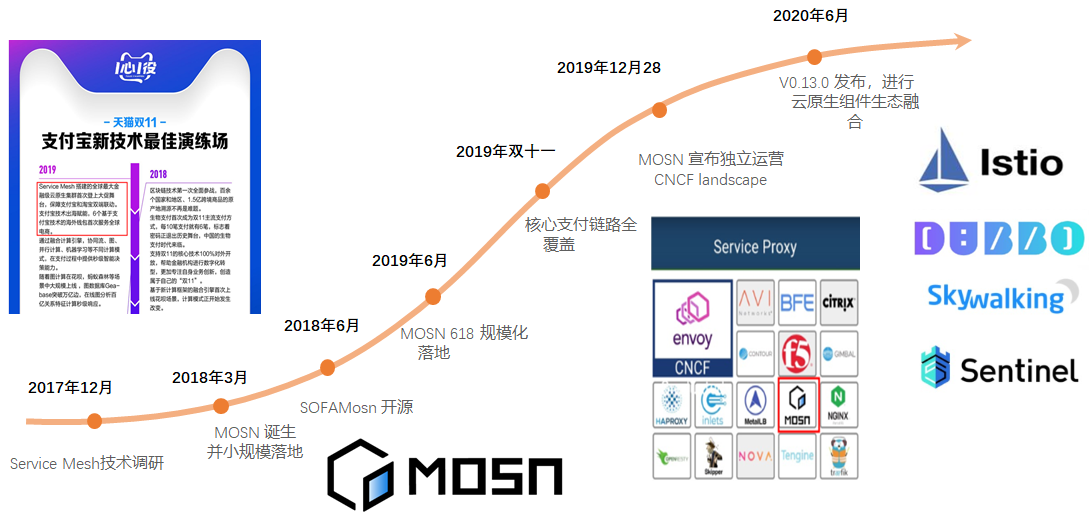 2020年6月
V0.13.0 发布，进行
云原生组件生态融
合
2019年12月28
MOSN 宣布独立运营
CNCF landscape
2019年双十一
核心支付链路全
覆盖
2019年6月
MOSN 618 规模化
落地
2018年6月
SOFAMosn 开源
2018年3月
MOSN 诞生
并小规模落地
2017年12月
Service Mesh技术调研
1心1役
天猫双11
支付宝新技术最佳演练场
2019
Service Mesh 搭建的全球最大金
融级云原生集群首次登上大促舞
台，保障支付宝和淘宝双端联动。
支付宝技术出海赋能，6个基于支
付宝技术的海外钱包首次服务全球
电商。
通过融合计算引擎，协同流、图、
并行计算、机器学习等不同计算模
式，在支付过程中提供秒级智能决
策能力。
随着图计算在花呗，蚂蚁森林等场
景中大规模上线，图数据库Gea-
base突破万亿边，在线图分析百
亿关系特征计算秒级响应。
2018
区块链技术第一次全面参战，百余
个国家和地区、1.5亿跨境商品的原
产地溯源不再是难题。
生物支付首次成为双11主流支付方
式，每10笔支付就有6笔，标志着
密码正退出历史舞台，中国的生物
支付时代来临。
支持双11的核心技术100%对外开
放，帮助金融机构进行数字化转
型，更加专注自身业务创新，创造
属于自己的“双11”。
基于新计算框架的融合引擎首次上
线花呗场景，计算模式正开始发生
改变。
MOSN
Service Proxy
envoy
CNCF
AVI
Networks
BFE
CITRIX
CONTOUR
f5
GIMBAL
HAPROXY
inlets
MetalLB
MOSN
NGINX
Skipper
NOVA
Tengine
træfik
Istio
DUBBO
Skywalking
Sentinel